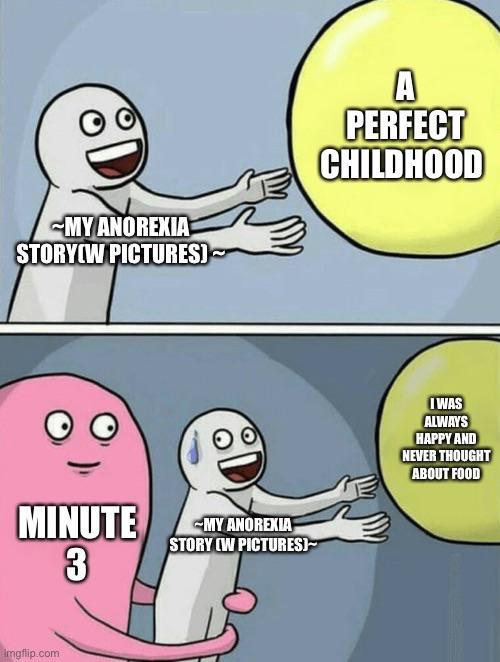 A
PERFECT
CHILDHOOD
~MY ANOREXIA
STORY(W PICTURES) ~
I WAS
ALWAYS
HAPPY AND
NEVER THOUGHT
ABOUT FOOD
MINUTE
3
~MY ANOREXIA
STORY (W PICTURES)~
imgflip.com